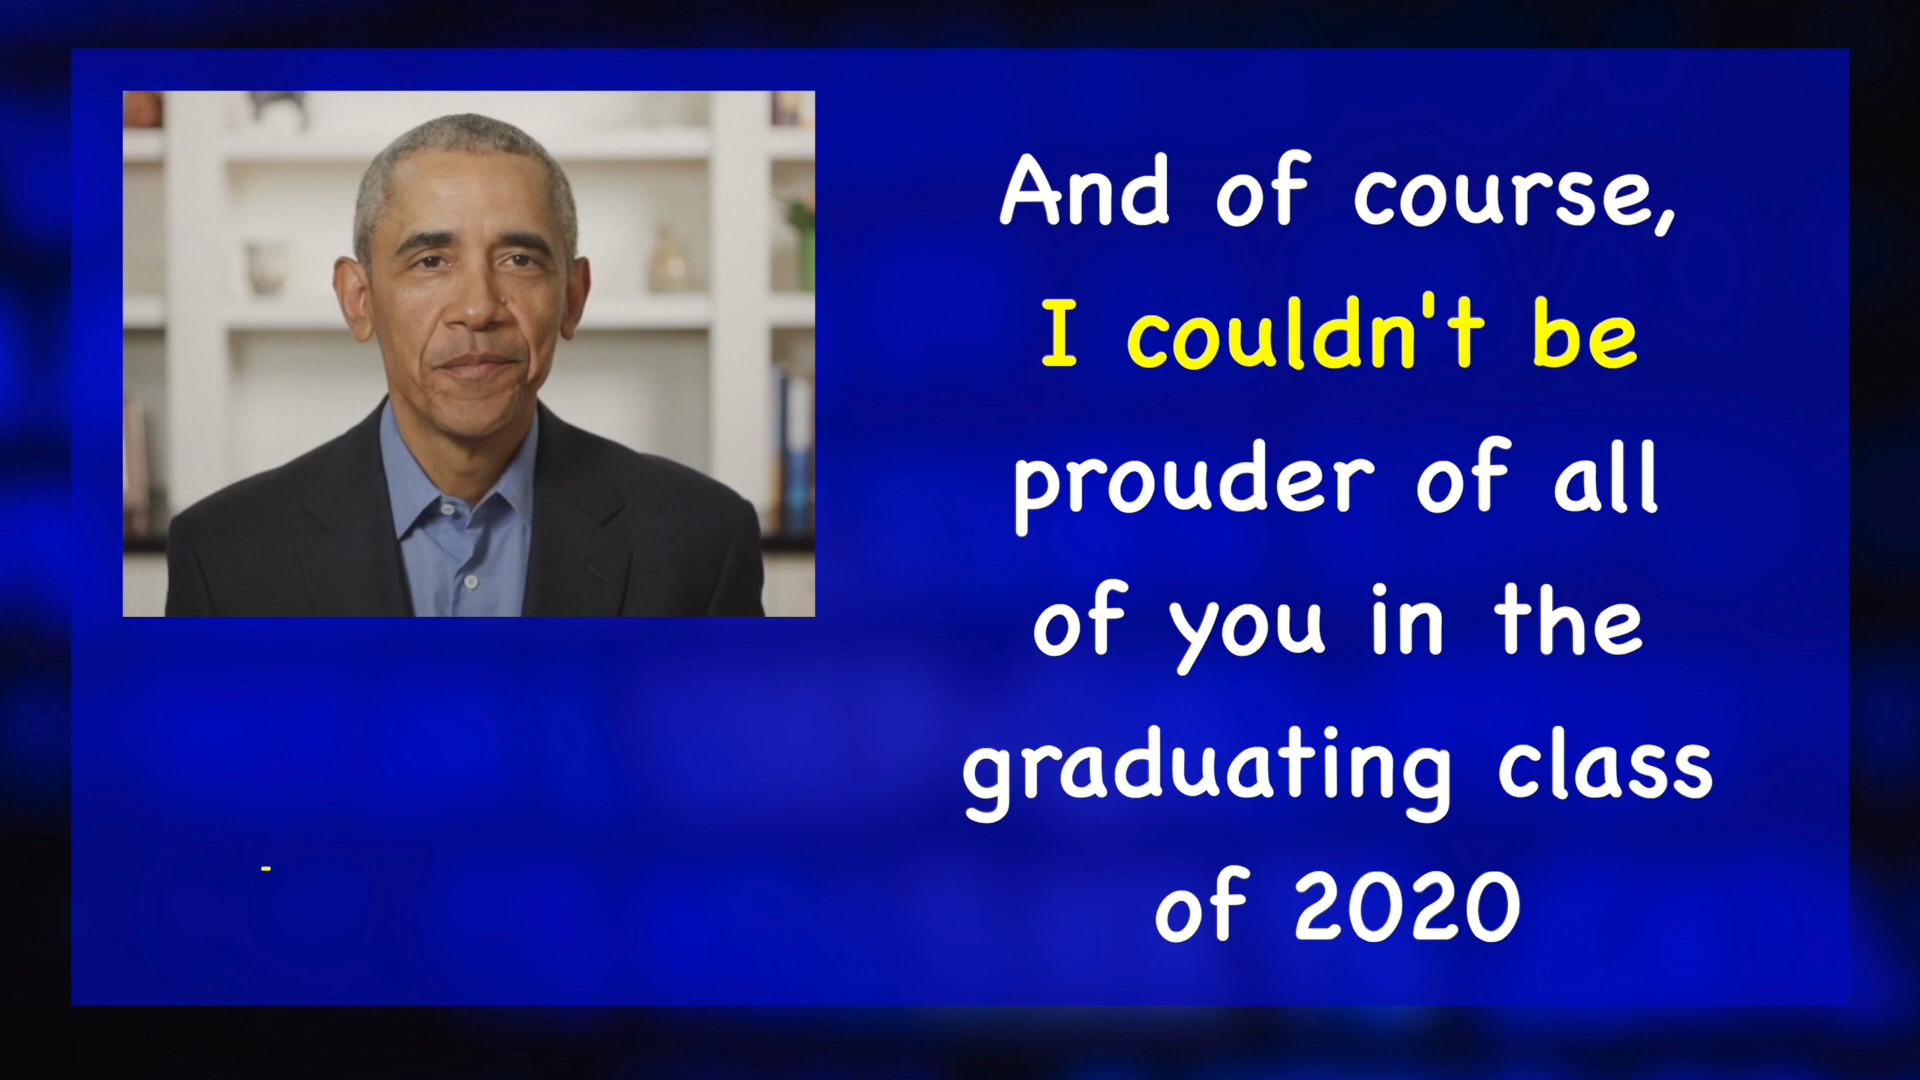 And of course,
I couldn't be
prouder of all
of you in the
graduating class
of 2020
-